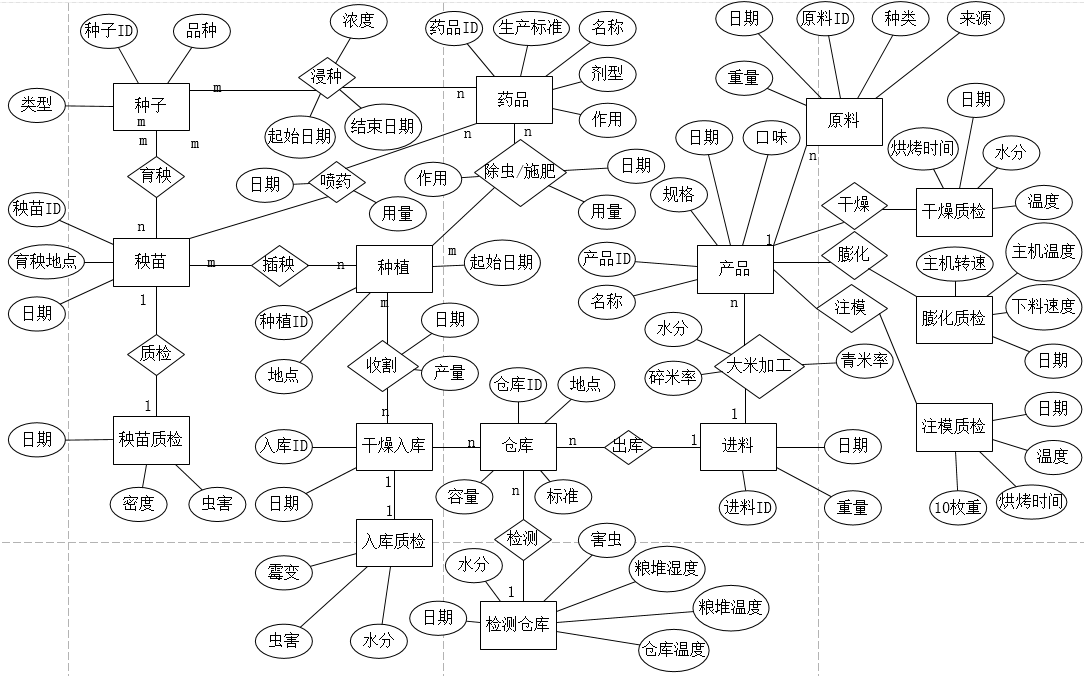 种子ID
品种
类型
种子
浓度
浸种
起始日期
结束日期
药品ID
生产标准
名称
剂型
作用
药品
m
n
m
m
m
育秧
n
n
n
日期
喷药
用量
作用
除虫/施肥
日期
用量
秧苗ID
育秧地点
日期
秧苗
m
插秧
n
种植
m
起始日期
种植ID
地点
m
日期
收割
产量
n
1
质检
1
日期
秧苗质检
密度
虫害
入库ID
日期
干燥入库
n
仓库ID
地点
仓库
容量
标准
n
出库
1
进料
日期
重量
进料ID
1
1
入库质检
霉变
虫害
水分
n
检测
1
水分
日期
检测仓库
害虫
粮堆湿度
粮堆温度
仓库温度
日期
原料ID
种类
来源
重量
原料
n
日期
口味
规格
产品ID
名称
产品
1
n
水分
碎米率
大米加工
青米率
1
干燥
膨化
注模
日期
烘烤时间
水分
温度
干燥质检
主机转速
主机温度
下料速度
日期
膨化质检
注模质检
日期
温度
烘烤时间
10枚重